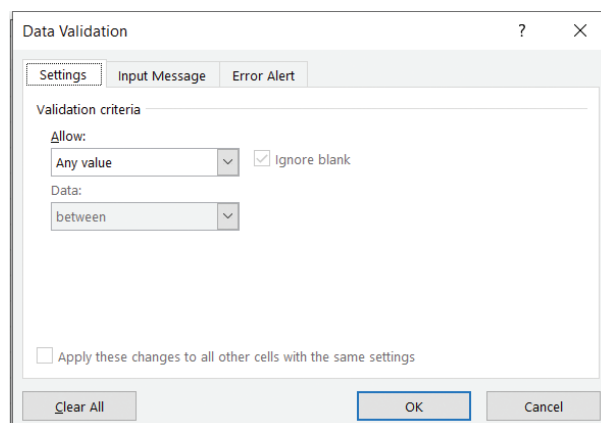 Data Validation ?
Settings Input Message Error Alert
Validation criteria
Allow:
Any value Ignore blank
Data:
between
Apply these changes to all other cells with the same settings
Clear All OK Cancel